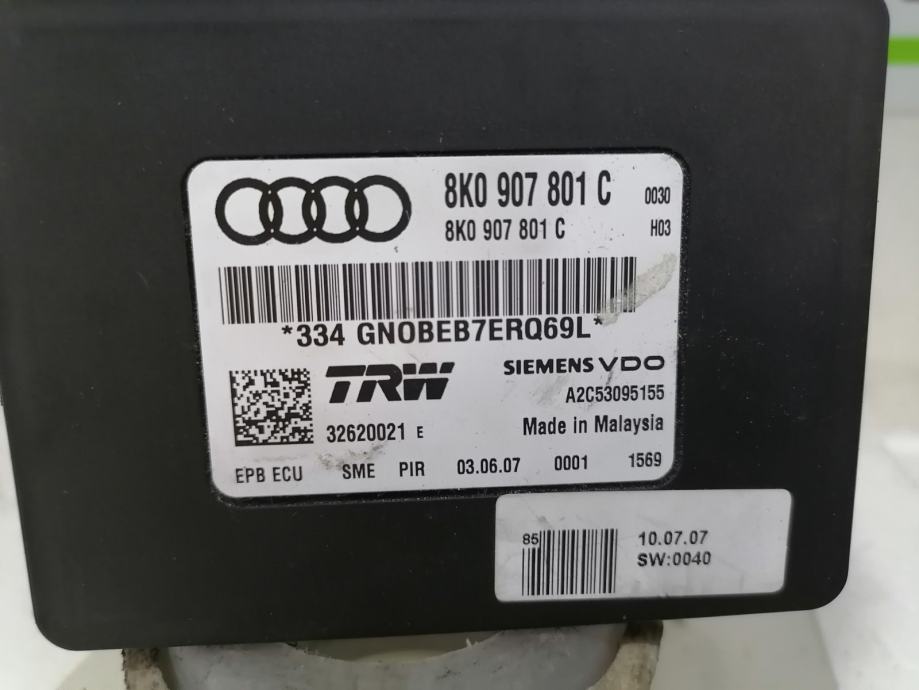 8K0 907 801 C 0030
8K0 907 801 C H03
*334 GNOBEB7ERQ69L*
TRW SIEMENS VDO
A2C53095155
32620021 E Made in Malaysia
EPB ECU SME PIR 03.06.07 0001 1569
85 10.07.07
SW:0040